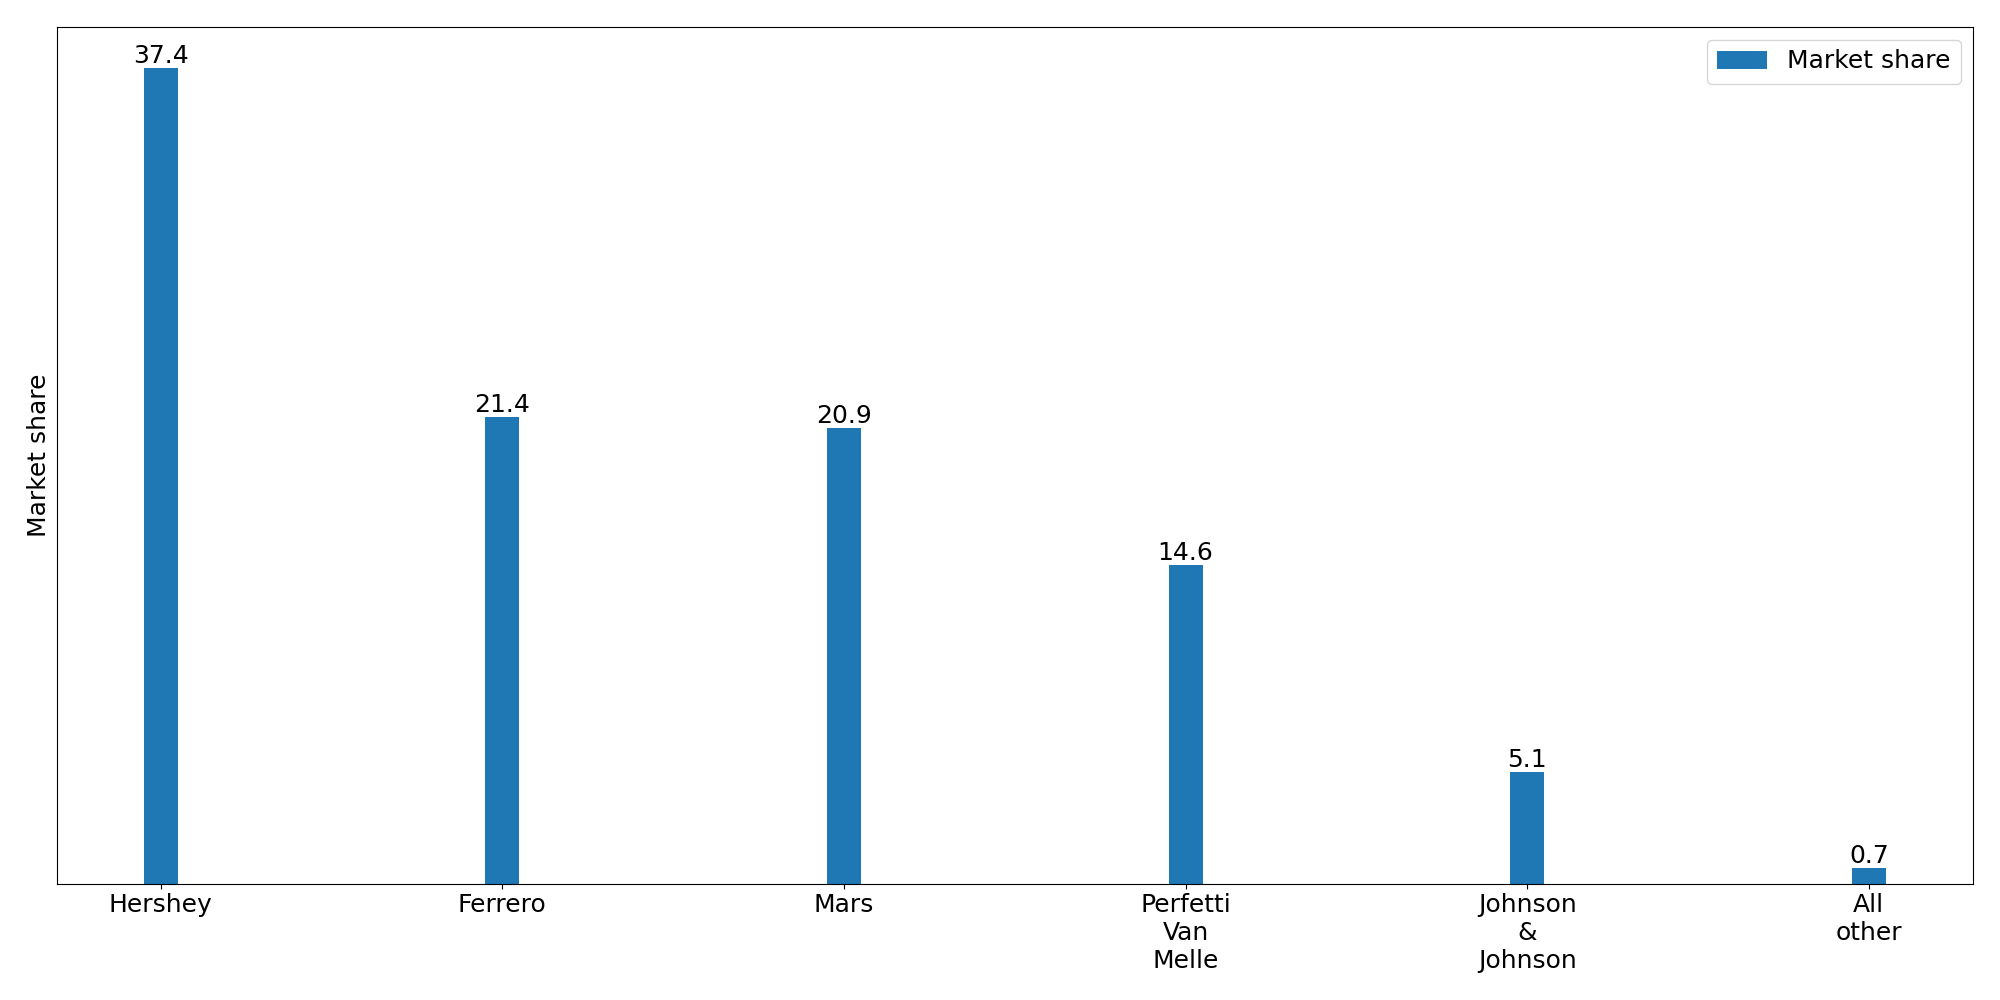 37.4
Market share
21.4
20.9
14.6
5.1
0.7
Market share
Hershey
Ferrero
Mars
Perfetti
Van
Melle
Johnson
&
Johnson
All
other